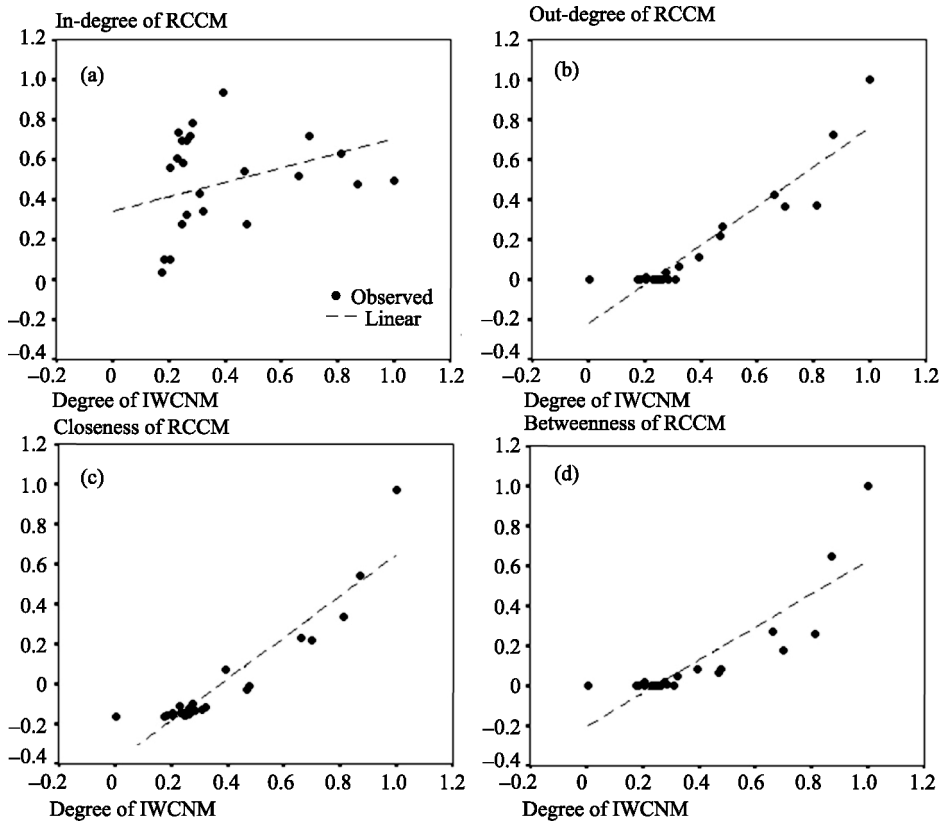 In-degree of RCCM
1.2
(a)
1.0
0.8
0.6
0.4
0.2
0
Observed
Linear
−0.2
−0.4
−0.2 0 0.2 0.4 0.6 0.8 1.0 1.2
Degree of IWCNM
Out-degree of RCCM
1.2
(b)
1.0
0.8
0.6
0.4
0.2
0
−0.2
−0.4
−0.2 0 0.2 0.4 0.6 0.8 1.0 1.2
Degree of IWCNM
Closeness of RCCM
1.2
(c)
1.0
0.8
0.6
0.4
0.2
0
−0.2
−0.4
−0.2 0 0.2 0.4 0.6 0.8 1.0 1.2
Degree of IWCNM
Betweenness of RCCM
1.2
(d)
1.0
0.8
0.6
0.4
0.2
0
−0.2
−0.4
−0.2 0 0.2 0.4 0.6 0.8 1.0 1.2
Degree of IWCNM